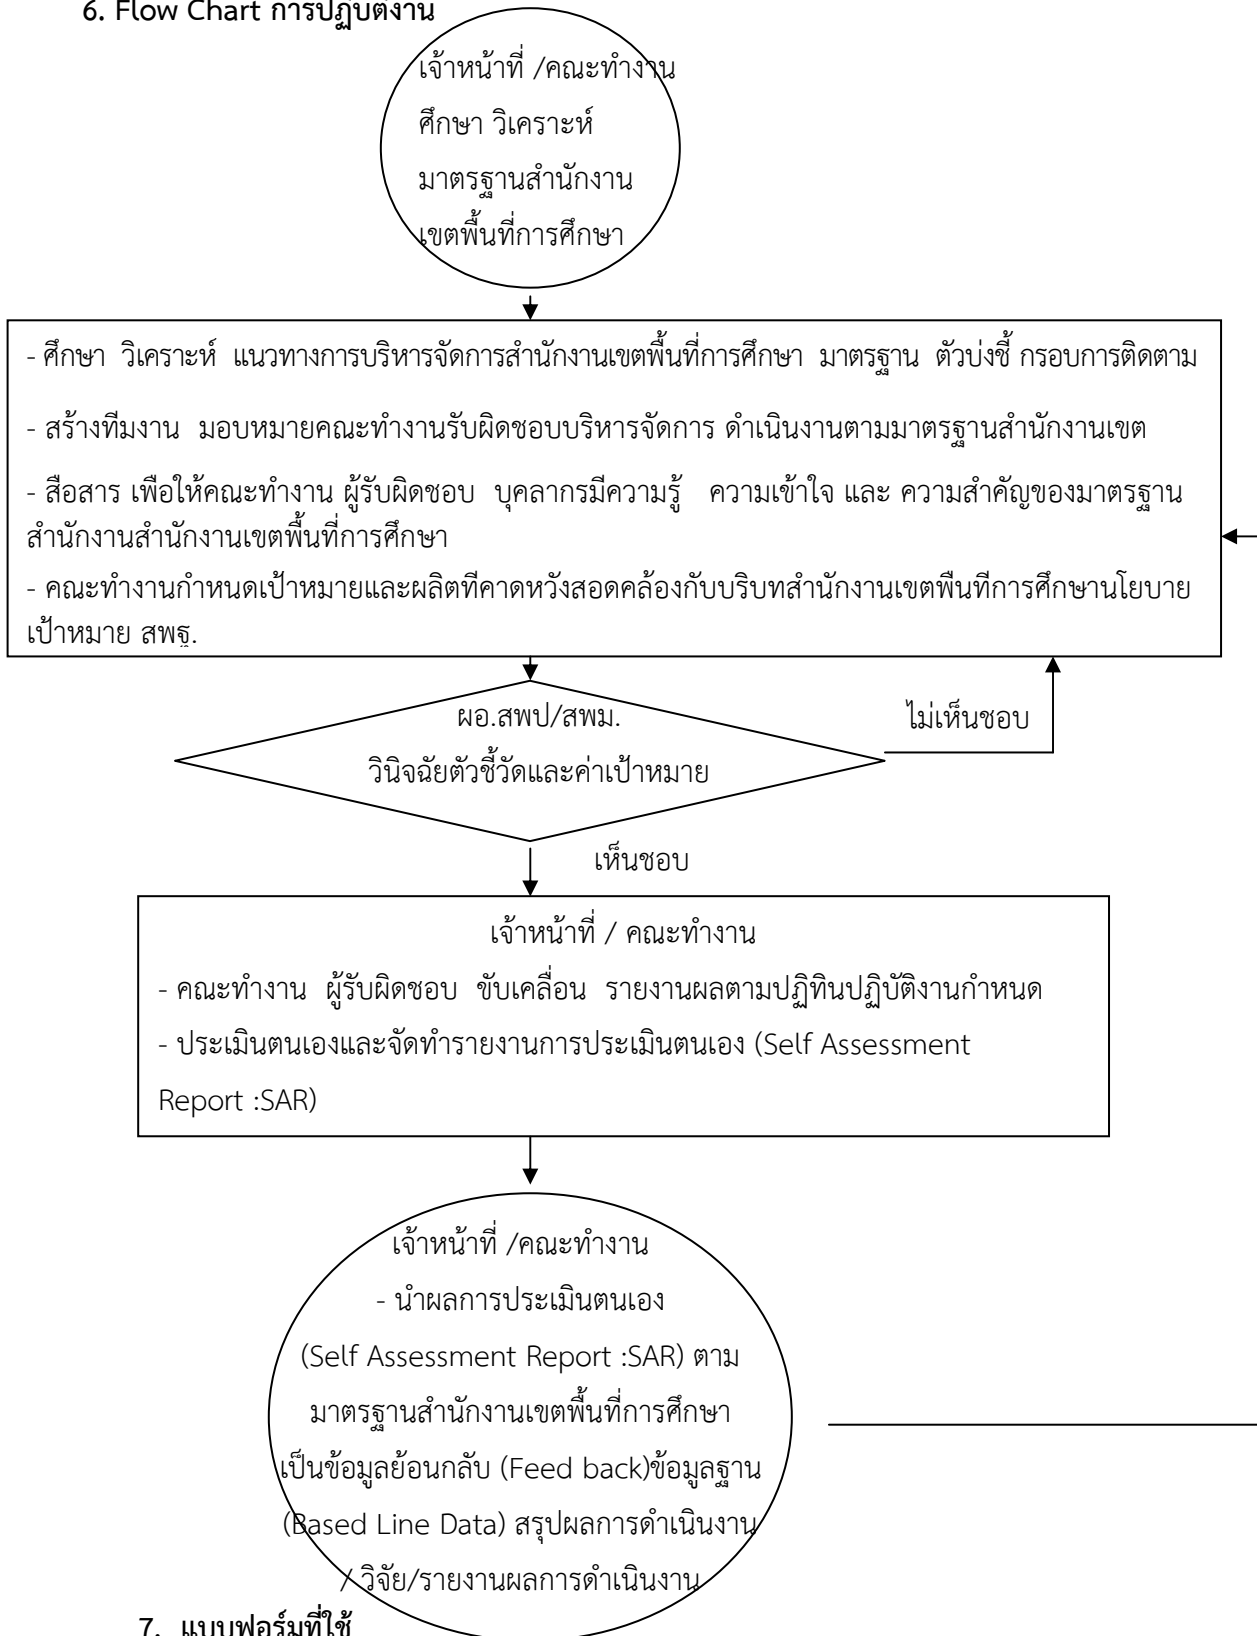 6. Flow Chart การปฏิบัติงาน
เจ้าหน้าที่ /คณะทำงาน
ศึกษา วิเคราะห์
มาตรฐานสำนักงาน
เขตพื้นที่การศึกษา
- ศึกษา วิเคราะห์ แนวทางการบริหารจัดการสำนักงานเขตพื้นที่การศึกษา มาตรฐาน ตัวบ่งชี้ กรอบการติดตาม
- สร้างทีมงาน มอบหมายคณะทำงานรับผิดชอบบริหารจัดการ ดำเนินงานตามมาตรฐานสำนักงานเขต
- สือสาร เพือให้คณะทำงาน ผู้รับผิดชอบ บุคลากรมีความรู้ ความเข้าใจ และ ความสำคัญของมาตรฐาน
สำนักงานสำนักงานเขตพื้นที่การศึกษา
- คณะทำงานกำหนดเป้าหมายและผลิตทีคาดหวังสอดคล้องกับบริบทสำนักงานเขตพืนทีการศึกษานโยบาย
เป้าหมาย สพฐ.
ผอ.สพป/สพม.
วินิจฉัยตัวชี้วัดและค่าเป้าหมาย
ไม่เห็นชอบ
เห็นชอบ
เจ้าหน้าที่ / คณะทำงาน
- คณะทำงาน ผู้รับผิดชอบ ขับเคลื่อน รายงานผลตามปฏิทินปฏิบัติงานกำหนด
- ประเมินตนเองและจัดทำรายงานการประเมินตนเอง (Self Assessment
Report :SAR)
เจ้าหน้าที่ /คณะทำงาน
- นำผลการประเมินตนเอง
(Self Assessment Report :SAR) ตาม
มาตรฐานสำนักงานเขตพื้นที่การศึกษา
เป็นข้อมูลย้อนกลับ (Feed back)ข้อมูลฐาน
(Based Line Data) สรุปผลการดำเนินงาน
/ วิจัย/รายงานผลการดำเนินงาน
7. แบบฟอร์มที่ใช้